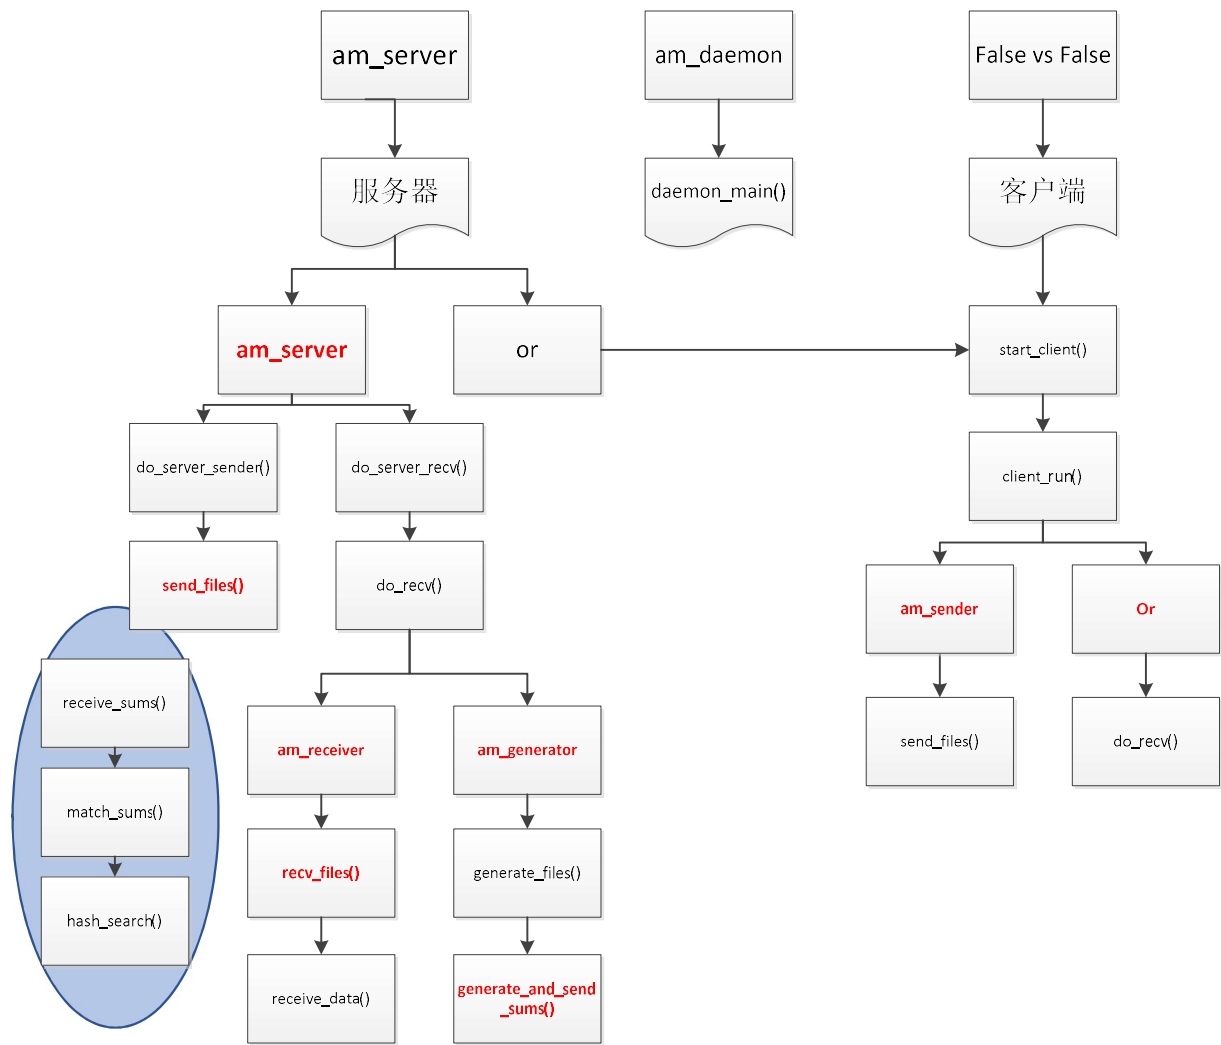 am_server
am_daemon
False vs False
服务器
daemon_main()
客户端
am_server
or
start_client()
do_server_sender()
do_server_recv()
client_run()
send_files()
do_recv()
am_sender
Or
receive_sums()
am_receiver
am_generator
send_files()
do_recv()
match_sums()
recv_files()
generate_files()
hash_search()
receive_data()
generate_and_send
_sums()